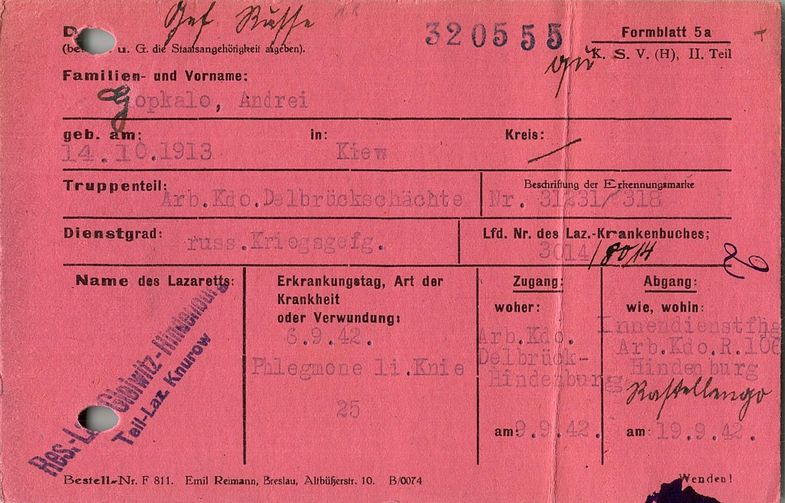 Gef Russe
320555
Formblatt 5a
(bei u. G. die Staatsangehörigkeit angeben).
K. S. V. (H), II. Teil
Familien- und Vorname:
Gopkalo, Andrei
geb. am: in: Kreis:
14.10.1913 Kiew
Truppenteil: Beschriftung der Erkennungsmarke
Arb.Kdo.Delbrückschächte Nr. 31231/318
Dienstgrad: Lfd. Nr. des Laz.-Krankenbuches;
russ.Kriegsgefg. 3014/8014
Name des Lazaretts:
Res.-Laz. Gleiwitz-Hindenburg
Teil-Laz. Knurow
Erkrankungstag, Art der
Krankheit
oder Verwundung:
6.9.42.
Phlegmone li.Knie
25
Zugang:
woher:
Arb.Kdo.
Delbrück-
Hindenburg
am: 9.9.42.
Abgang:
wie, wohin:
Innendienstfhg
Arb.Kdo.R.106
Hindenburg
am 19.9.42.
Bestell-Nr. F 811. Emil Reimann, Breslau, Altbüßerstr. 10. B/0074
Wenden!